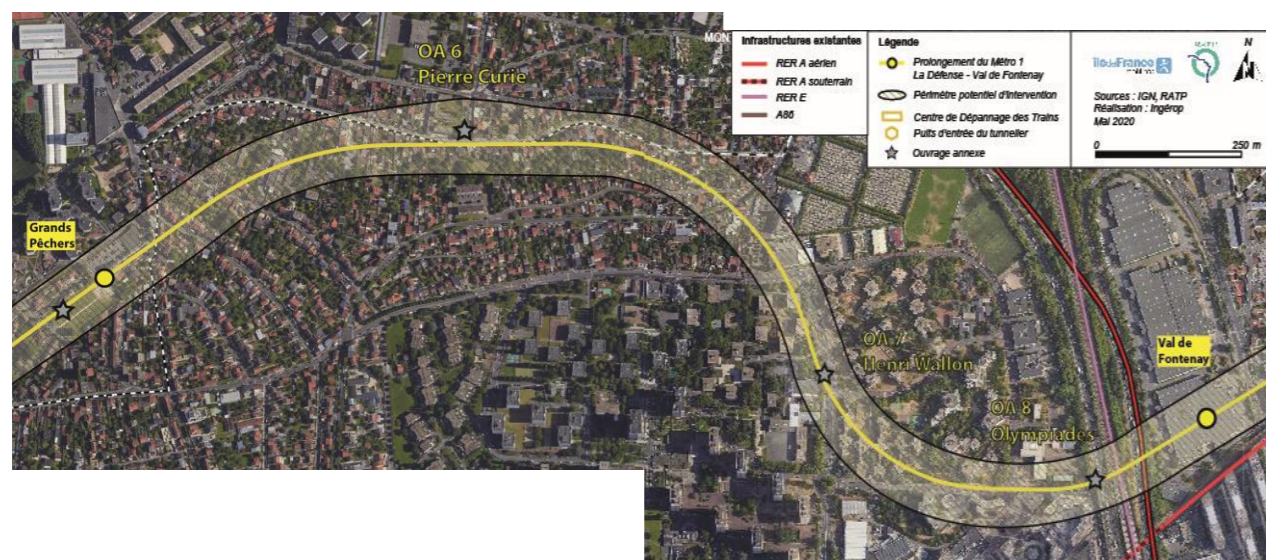 OA 6
Pierre Curie
Grands
Pêchers
OA 7
Henri Wallon
OA 8
Olympiades
Val de
Fontenay
Infrastructures existantes
RER A aérien
RER A souterrain
RER E
A86
Légende
Prolongement du Métro 1
La Défense - Val de Fontenay
Périmètre potentiel d'intervention
Centre de Dépannage des Trains
Puits d'entrée du tunnelier
Ouvrage annexe
îledeFrance
RATP
N
Sources : IGN, RATP
Réalisation : Ingérop
Mai 2020
0 250 m